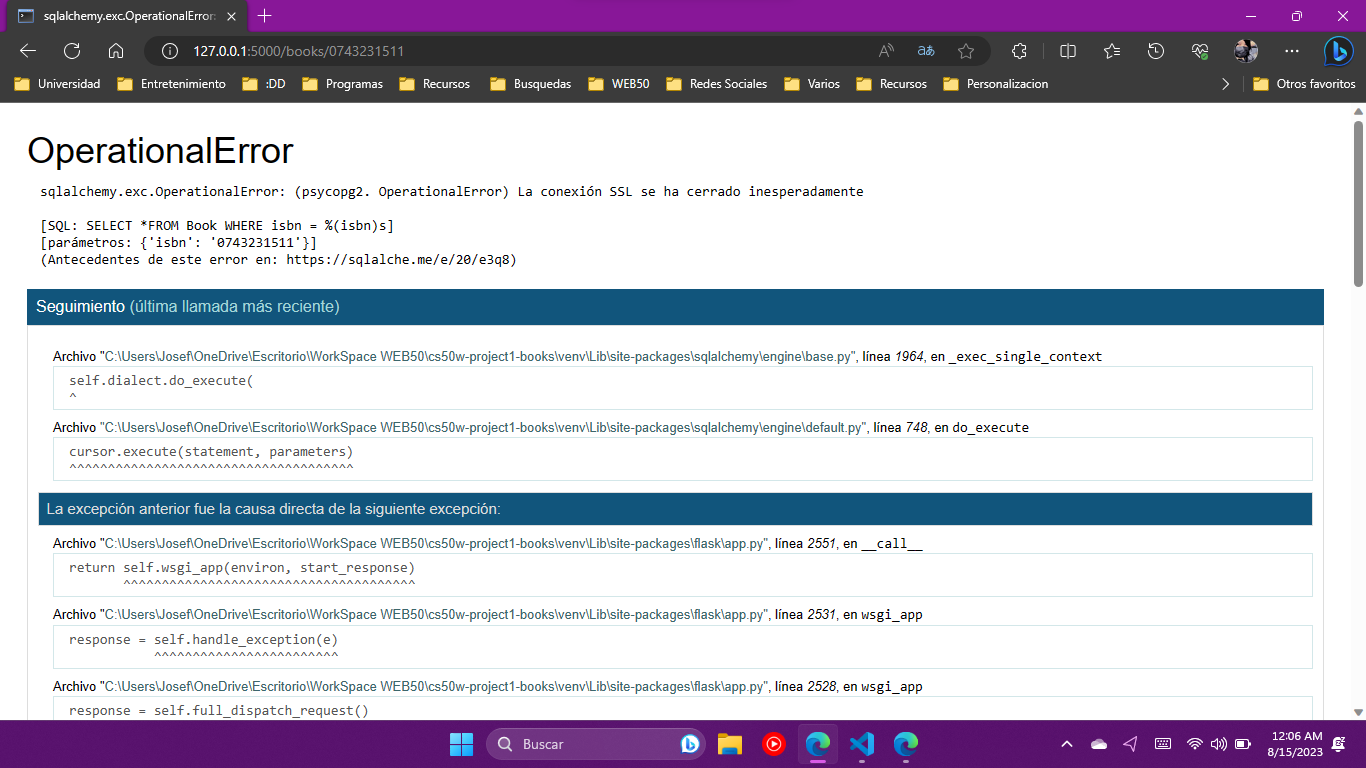 sqlalchemy.exc.OperationalError:
127.0.0.1:5000/books/0743231511
Universidad Entretenimiento :DD Programas Recursos Busquedas WEB50 Redes Sociales Varios Recursos Personalizacion Otros favoritos
OperationalError
sqlalchemy.exc.OperationalError: (psycopg2. OperationalError) La conexión SSL se ha cerrado inesperadamente
[SQL: SELECT *FROM Book WHERE isbn = %(isbn)s]
[parámetros: {'isbn': '0743231511'}]
(Antecedentes de este error en: https://sqlalche.me/e/20/e3q8)
Seguimiento (última llamada más reciente)
Archivo "C:\Users\Josef\OneDrive\Escritorio\WorkSpace WEB50\cs50w-project1-books\venv\Lib\site-packages\sqlalchemy\engine\base.py", línea 1964, en _exec_single_context
self.dialect.do_execute(
^
Archivo "C:\Users\Josef\OneDrive\Escritorio\WorkSpace WEB50\cs50w-project1-books\venv\Lib\site-packages\sqlalchemy\engine\default.py", línea 748, en do_execute
cursor.execute(statement, parameters)
^^^^^^^^^^^^^^^^^^^^^^^^^^^^^^^^^^^^^
La excepción anterior fue la causa directa de la siguiente excepción:
Archivo "C:\Users\Josef\OneDrive\Escritorio\WorkSpace WEB50\cs50w-project1-books\venv\Lib\site-packages\flask\app.py", línea 2551, en __call__
return self.wsgi_app(environ, start_response)
^^^^^^^^^^^^^^^^^^^^^^^^^^^^^^^^^^^^^^
Archivo "C:\Users\Josef\OneDrive\Escritorio\WorkSpace WEB50\cs50w-project1-books\venv\Lib\site-packages\flask\app.py", línea 2531, en wsgi_app
response = self.handle_exception(e)
^^^^^^^^^^^^^^^^^^^^^^^^
Archivo "C:\Users\Josef\OneDrive\Escritorio\WorkSpace WEB50\cs50w-project1-books\venv\Lib\site-packages\flask\app.py", línea 2528, en wsgi_app
response = self.full_dispatch_request()
Buscar
12:06 AM
8/15/2023